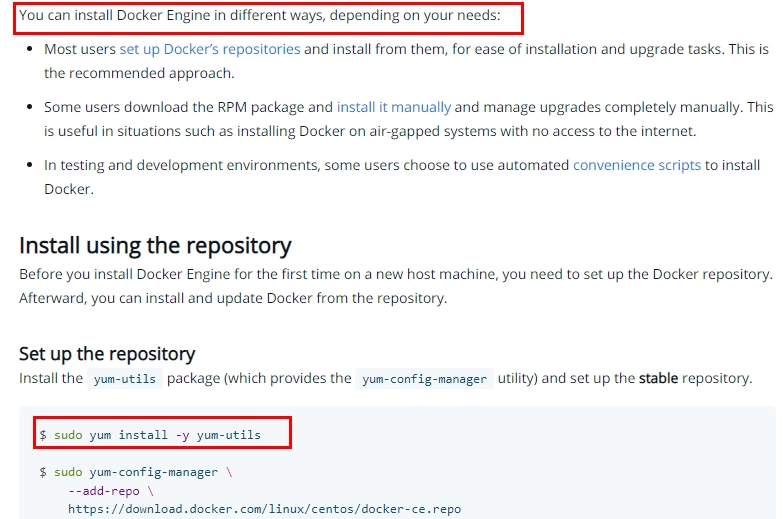 You can install Docker Engine in different ways, depending on your needs:
• Most users set up Docker's repositories and install from them, for ease of installation and upgrade tasks. This is
the recommended approach.
• Some users download the RPM package and install it manually and manage upgrades completely manually. This
is useful in situations such as installing Docker on air-gapped systems with no access to the internet.
• In testing and development environments, some users choose to use automated convenience scripts to install
Docker.
Install using the repository
Before you install Docker Engine for the first time on a new host machine, you need to set up the Docker repository.
Afterward, you can install and update Docker from the repository.
Set up the repository
Install the yum-utils package (which provides the yum-config-manager utility) and set up the stable repository.
$ sudo yum install -y yum-utils
$ sudo yum-config-manager \
--add-repo \
https://download.docker.com/linux/centos/docker-ce.repo